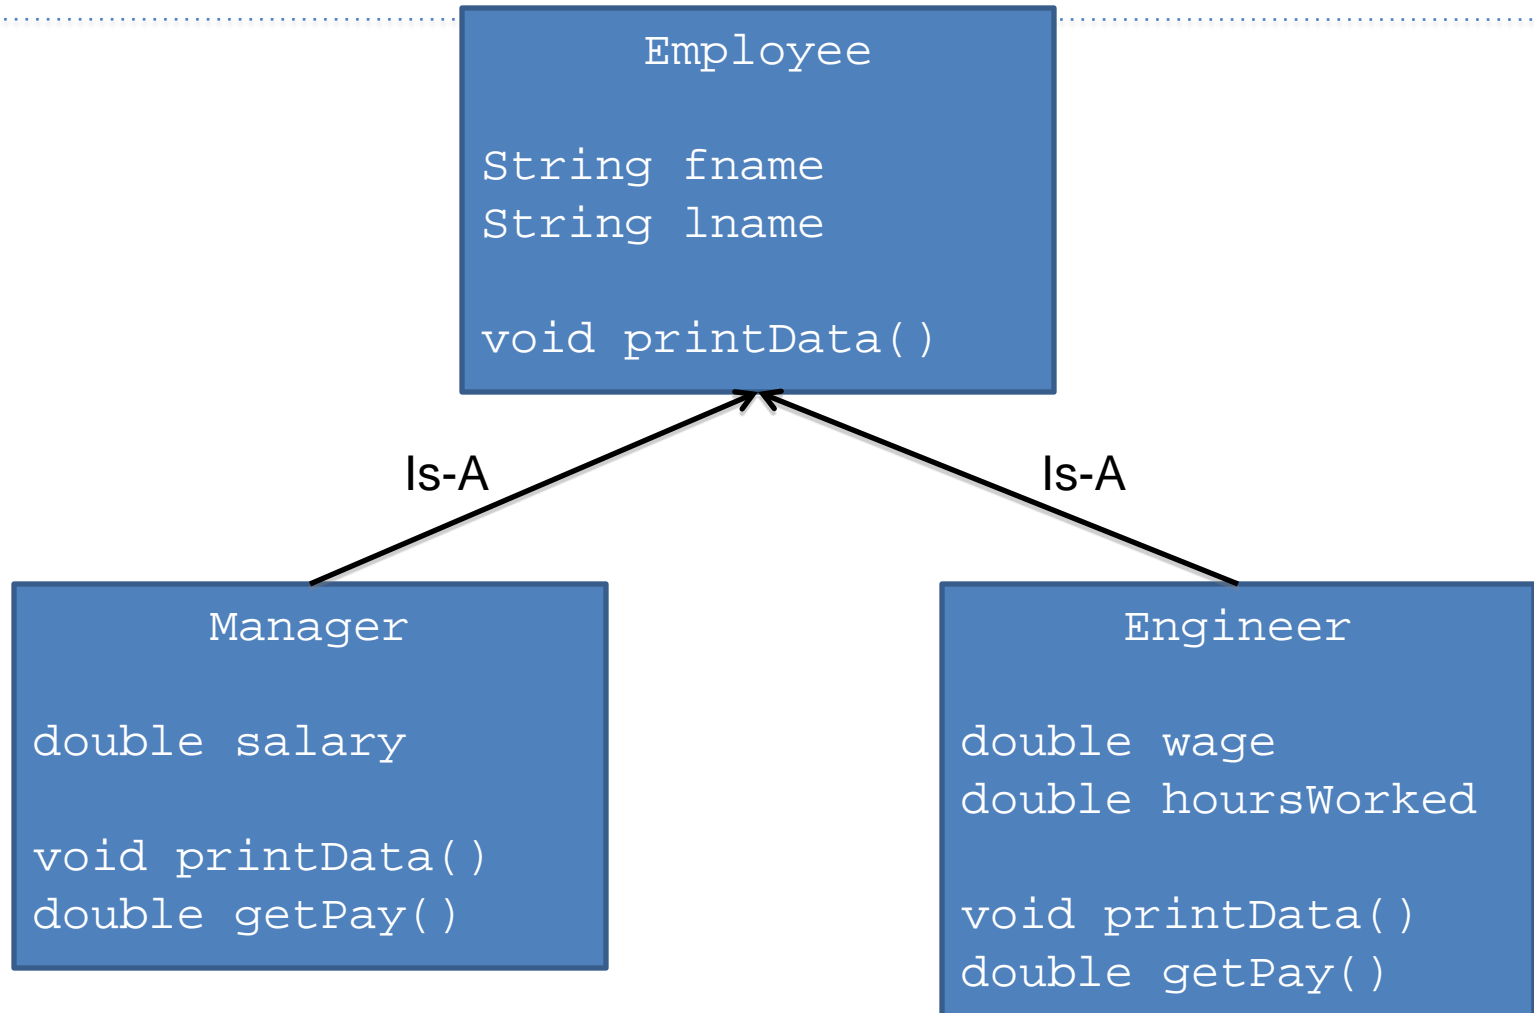 Employee
String fname
String lname
void printData()
Is-A
Is-A
Manager
double salary
void printData()
double getPay()
Engineer
double wage
double hoursWorked
void printData()
double getPay()